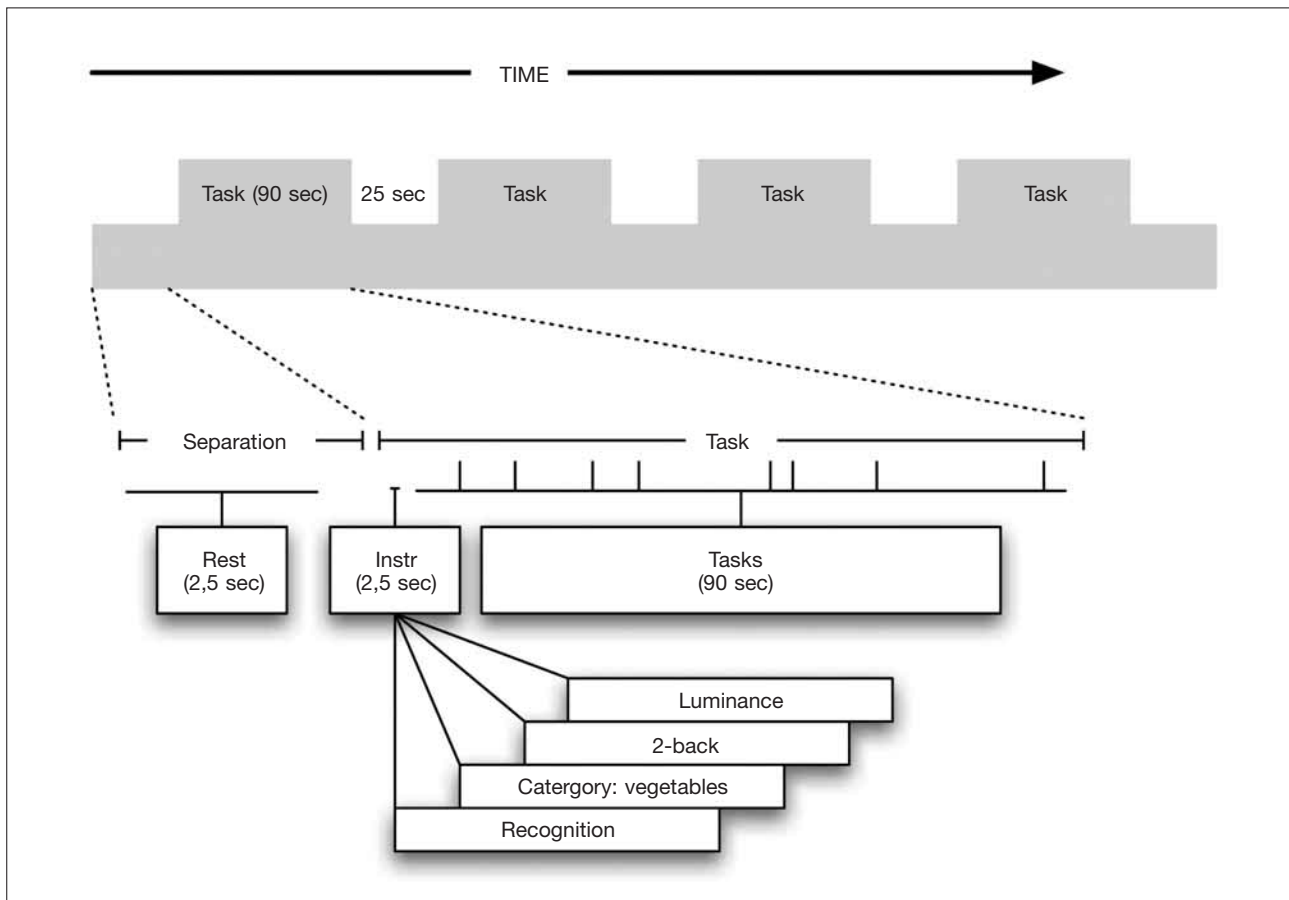 TIME
Task (90 sec) 25 sec Task Task Task
Separation Task
Rest
(2,5 sec)
Instr
(2,5 sec)
Tasks
(90 sec)
Luminance
2-back
Catergory: vegetables
Recognition